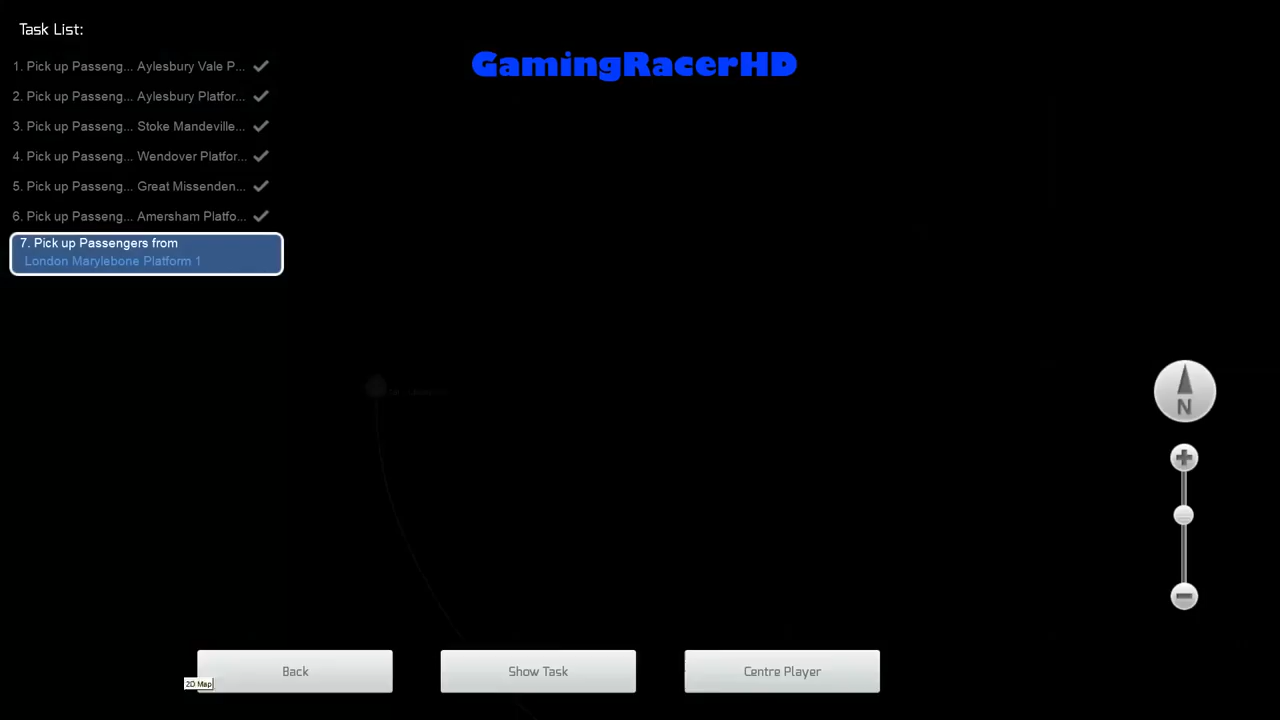 Task List:
GamingRacerHD
1. Pick up Passeng... Aylesbury Vale P...
2. Pick up Passeng... Aylesbury Platfor...
3. Pick up Passeng... Stoke Mandeville...
4. Pick up Passeng... Wendover Platfor...
5. Pick up Passeng... Great Missenden...
6. Pick up Passeng... Amersham Platfo...
7. Pick up Passengers from
London Marylebone Platform 1
N
Back
Show Task
Centre Player
2D Map